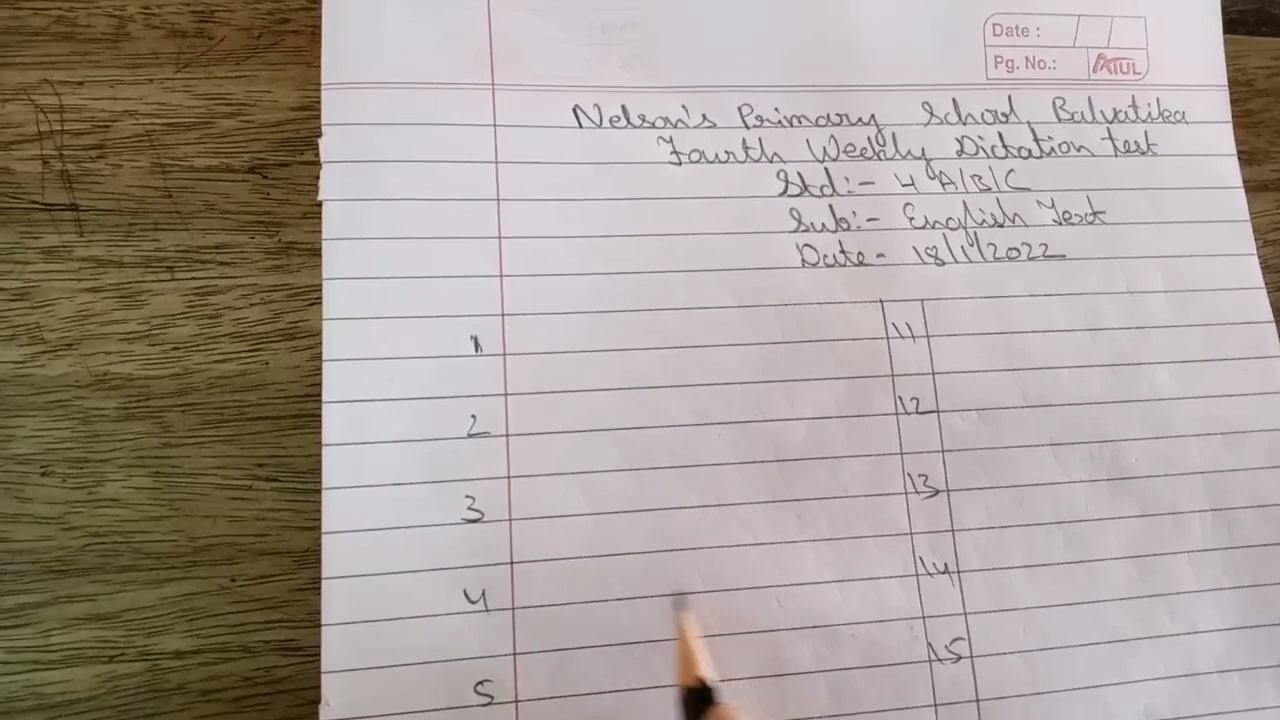 Date :
Pg. No.: ATUL
Nelson's Primary School, Balvatika
Fourth Weekly Dictation Test
Std:- 4 A/B/C
Sub:- English Text
Date- 18/1/2022
1
11
2
12
3
13
4
14
5
15